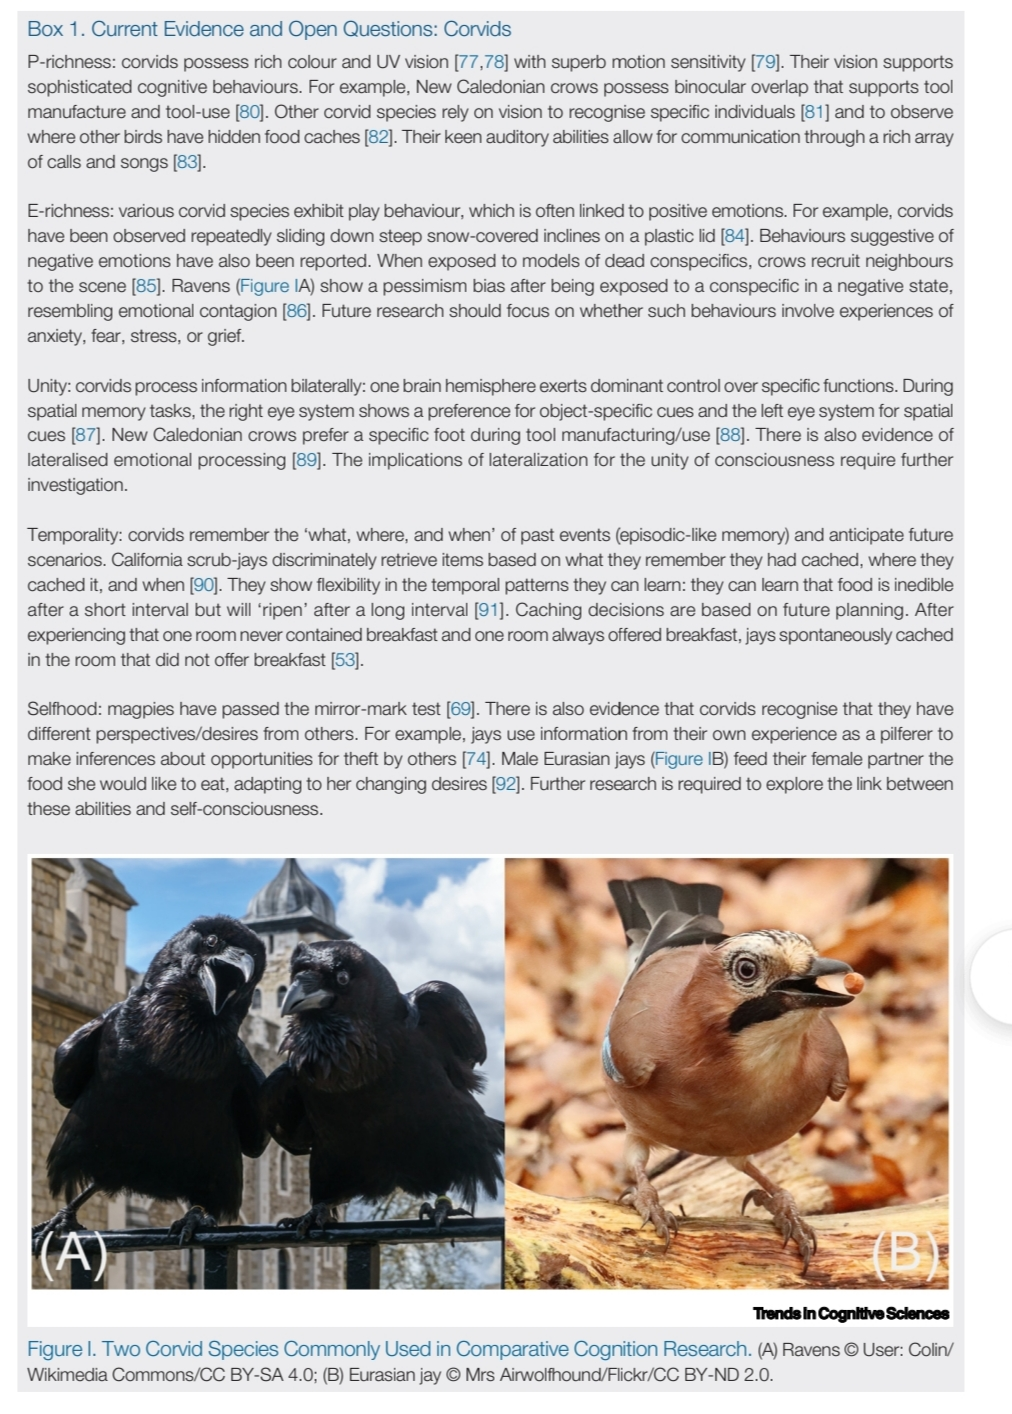 Box 1. Current Evidence and Open Questions: Corvids
P-richness: corvids possess rich colour and UV vision [77,78] with superb motion sensitivity [79]. Their vision supports
sophisticated cognitive behaviours. For example, New Caledonian crows possess binocular overlap that supports tool
manufacture and tool-use [80]. Other corvid species rely on vision to recognise specific individuals [81] and to observe
where other birds have hidden food caches [82]. Their keen auditory abilities allow for communication through a rich array
of calls and songs [83].
E-richness: various corvid species exhibit play behaviour, which is often linked to positive emotions. For example, corvids
have been observed repeatedly sliding down steep snow-covered inclines on a plastic lid [84]. Behaviours suggestive of
negative emotions have also been reported. When exposed to models of dead conspecifics, crows recruit neighbours
to the scene [85]. Ravens (Figure IA) show a pessimism bias after being exposed to a conspecific in a negative state,
resembling emotional contagion [86]. Future research should focus on whether such behaviours involve experiences of
anxiety, fear, stress, or grief.
Unity: corvids process information bilaterally: one brain hemisphere exerts dominant control over specific functions. During
spatial memory tasks, the right eye system shows a preference for object-specific cues and the left eye system for spatial
cues [87]. New Caledonian crows prefer a specific foot during tool manufacturing/use [88]. There is also evidence of
lateralised emotional processing [89]. The implications of lateralization for the unity of consciousness require further
investigation.
Temporality: corvids remember the ‘what, where, and when’ of past events (episodic-like memory) and anticipate future
scenarios. California scrub-jays discriminately retrieve items based on what they remember they had cached, where they
cached it, and when [90]. They show flexibility in the temporal patterns they can learn: they can learn that food is inedible
after a short interval but will ‘ripen’ after a long interval [91]. Caching decisions are based on future planning. After
experiencing that one room never contained breakfast and one room always offered breakfast, jays spontaneously cached
in the room that did not offer breakfast [53].
Selfhood: magpies have passed the mirror-mark test [69]. There is also evidence that corvids recognise that they have
different perspectives/desires from others. For example, jays use information from their own experience as a pilferer to
make inferences about opportunities for theft by others [74]. Male Eurasian jays (Figure IB) feed their female partner the
food she would like to eat, adapting to her changing desires [92]. Further research is required to explore the link between
these abilities and self-consciousness.
(A)
(B)
Trends in Cognitive Sciences
Figure I. Two Corvid Species Commonly Used in Comparative Cognition Research. (A) Ravens © User: Colin/
Wikimedia Commons/CC BY-SA 4.0; (B) Eurasian jay © Mrs Airwolfhound/Flickr/CC BY-ND 2.0.